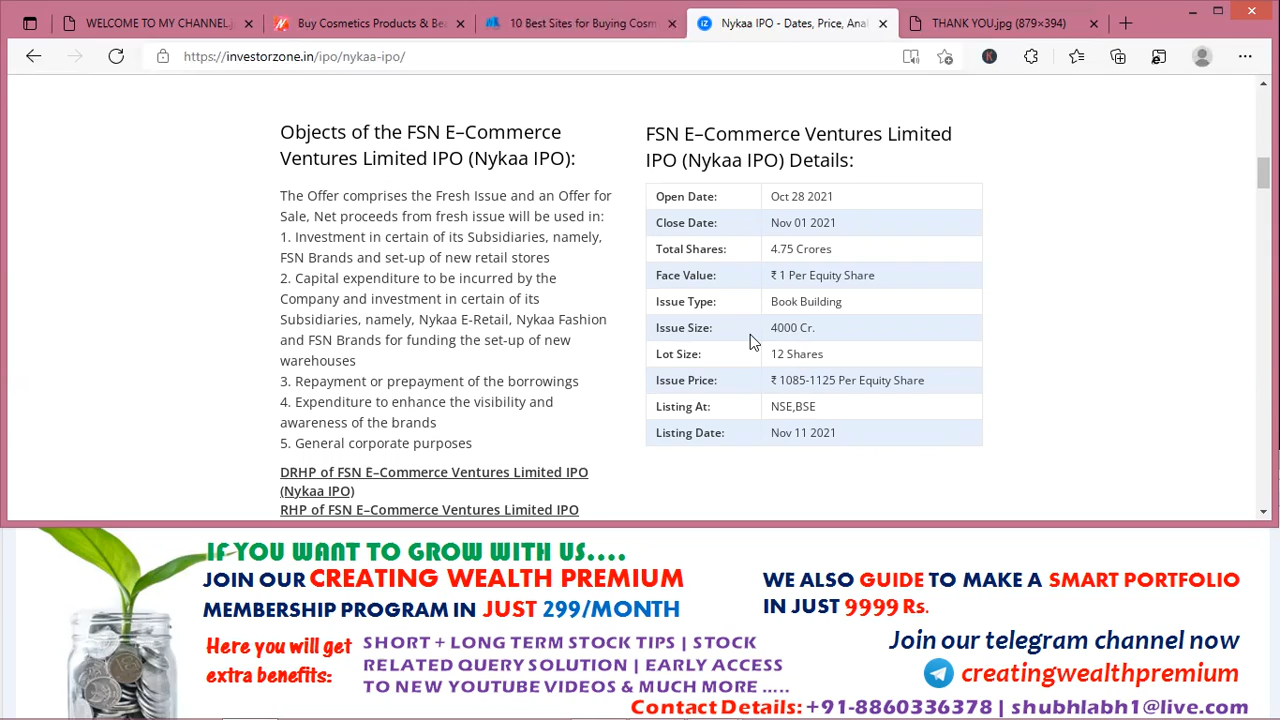 WELCOME TO MY CHANNEL.j
Buy Cosmetics Products & Be
10 Best Sites for Buying Cosm
iZ
Nykaa IPO - Dates, Price, Anal
THANK YOU.jpg (879×394)
https://investorzone.in/ipo/nykaa-ipo/
K
Objects of the FSN E–Commerce
Ventures Limited IPO (Nykaa IPO):
The Offer comprises the Fresh Issue and an Offer for
Sale, Net proceeds from fresh issue will be used in:
1. Investment in certain of its Subsidiaries, namely,
FSN Brands and set-up of new retail stores
2. Capital expenditure to be incurred by the
Company and investment in certain of its
Subsidiaries, namely, Nykaa E-Retail, Nykaa Fashion
and FSN Brands for funding the set-up of new
warehouses
3. Repayment or prepayment of the borrowings
4. Expenditure to enhance the visibility and
awareness of the brands
5. General corporate purposes
DRHP of FSN E–Commerce Ventures Limited IPO
(Nykaa IPO)
RHP of FSN E–Commerce Ventures Limited IPO
FSN E–Commerce Ventures Limited
IPO (Nykaa IPO) Details:
Open Date: Oct 28 2021
Close Date: Nov 01 2021
Total Shares: 4.75 Crores
Face Value: ₹ 1 Per Equity Share
Issue Type: Book Building
Issue Size: 4000 Cr.
Lot Size: 12 Shares
Issue Price: ₹ 1085-1125 Per Equity Share
Listing At: NSE,BSE
Listing Date: Nov 11 2021
IF YOU WANT TO GROW WITH US....
JOIN OUR CREATING WEALTH PREMIUM
MEMBERSHIP PROGRAM IN JUST 299/MONTH
Here you will get
extra benefits:
SHORT + LONG TERM STOCK TIPS | STOCK
RELATED QUERY SOLUTION | EARLY ACCESS
TO NEW YOUTUBE VIDEOS & MUCH MORE .....
WE ALSO GUIDE TO MAKE A SMART PORTFOLIO
IN JUST 9999 Rs.
Join our telegram channel now
creatingwealthpremium
Contact Details: +91-8860336378 | shubhlabh1@live.com